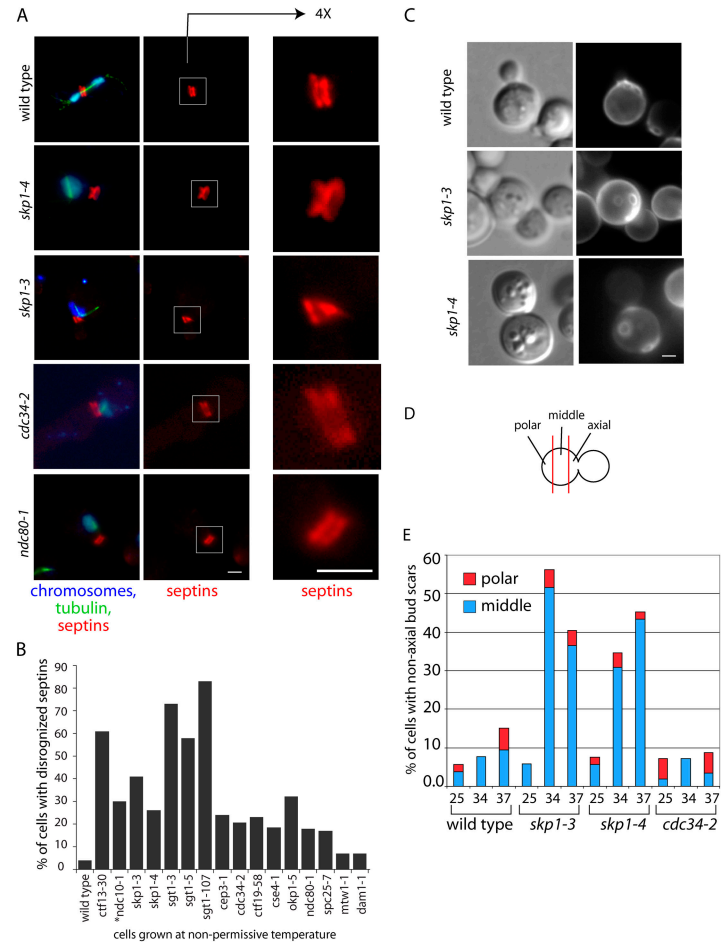 A
4X
C
wild type
skp1-4
skp1-3
cdc34-2
ndc80-1
chromosomes,
tubulin,
septins
septins
septins
wild type
skp1-3
skp1-4
D
polar
middle
axial
B
% of cells with disrognized septins
90
80
70
60
50
40
30
20
10
0
wild type
ctf13-30
*ndc10-1
skp1-3
skp1-4
sgt1-3
sgt1-5
sgt1-107
cep3-1
cdc34-2
ctf19-58
cse4-1
okp1-5
ndc80-1
spc25-7
mtw1-1
dam1-1
cells grown at non-permissive temperature
E
% of cells with non-axial bud scars
60
50
40
30
20
10
0.0
polar
middle
25 34 37 25 34 37 25 34 37 25 34 37
wild type skp1-3 skp1-4 cdc34-2